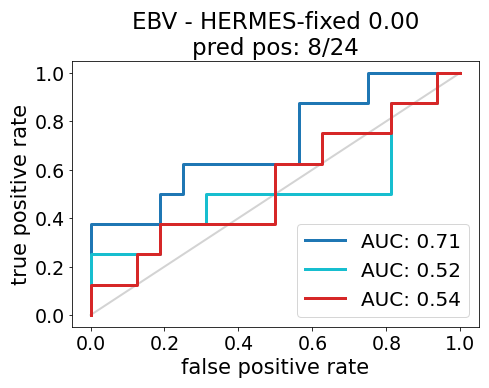 EBV - HERMES-fixed 0.00
pred pos: 8/24
true positive rate
1.0
0.8
0.6
0.4
0.2
0.0
AUC: 0.71
AUC: 0.52
AUC: 0.54
0.0 0.2 0.4 0.6 0.8 1.0
false positive rate